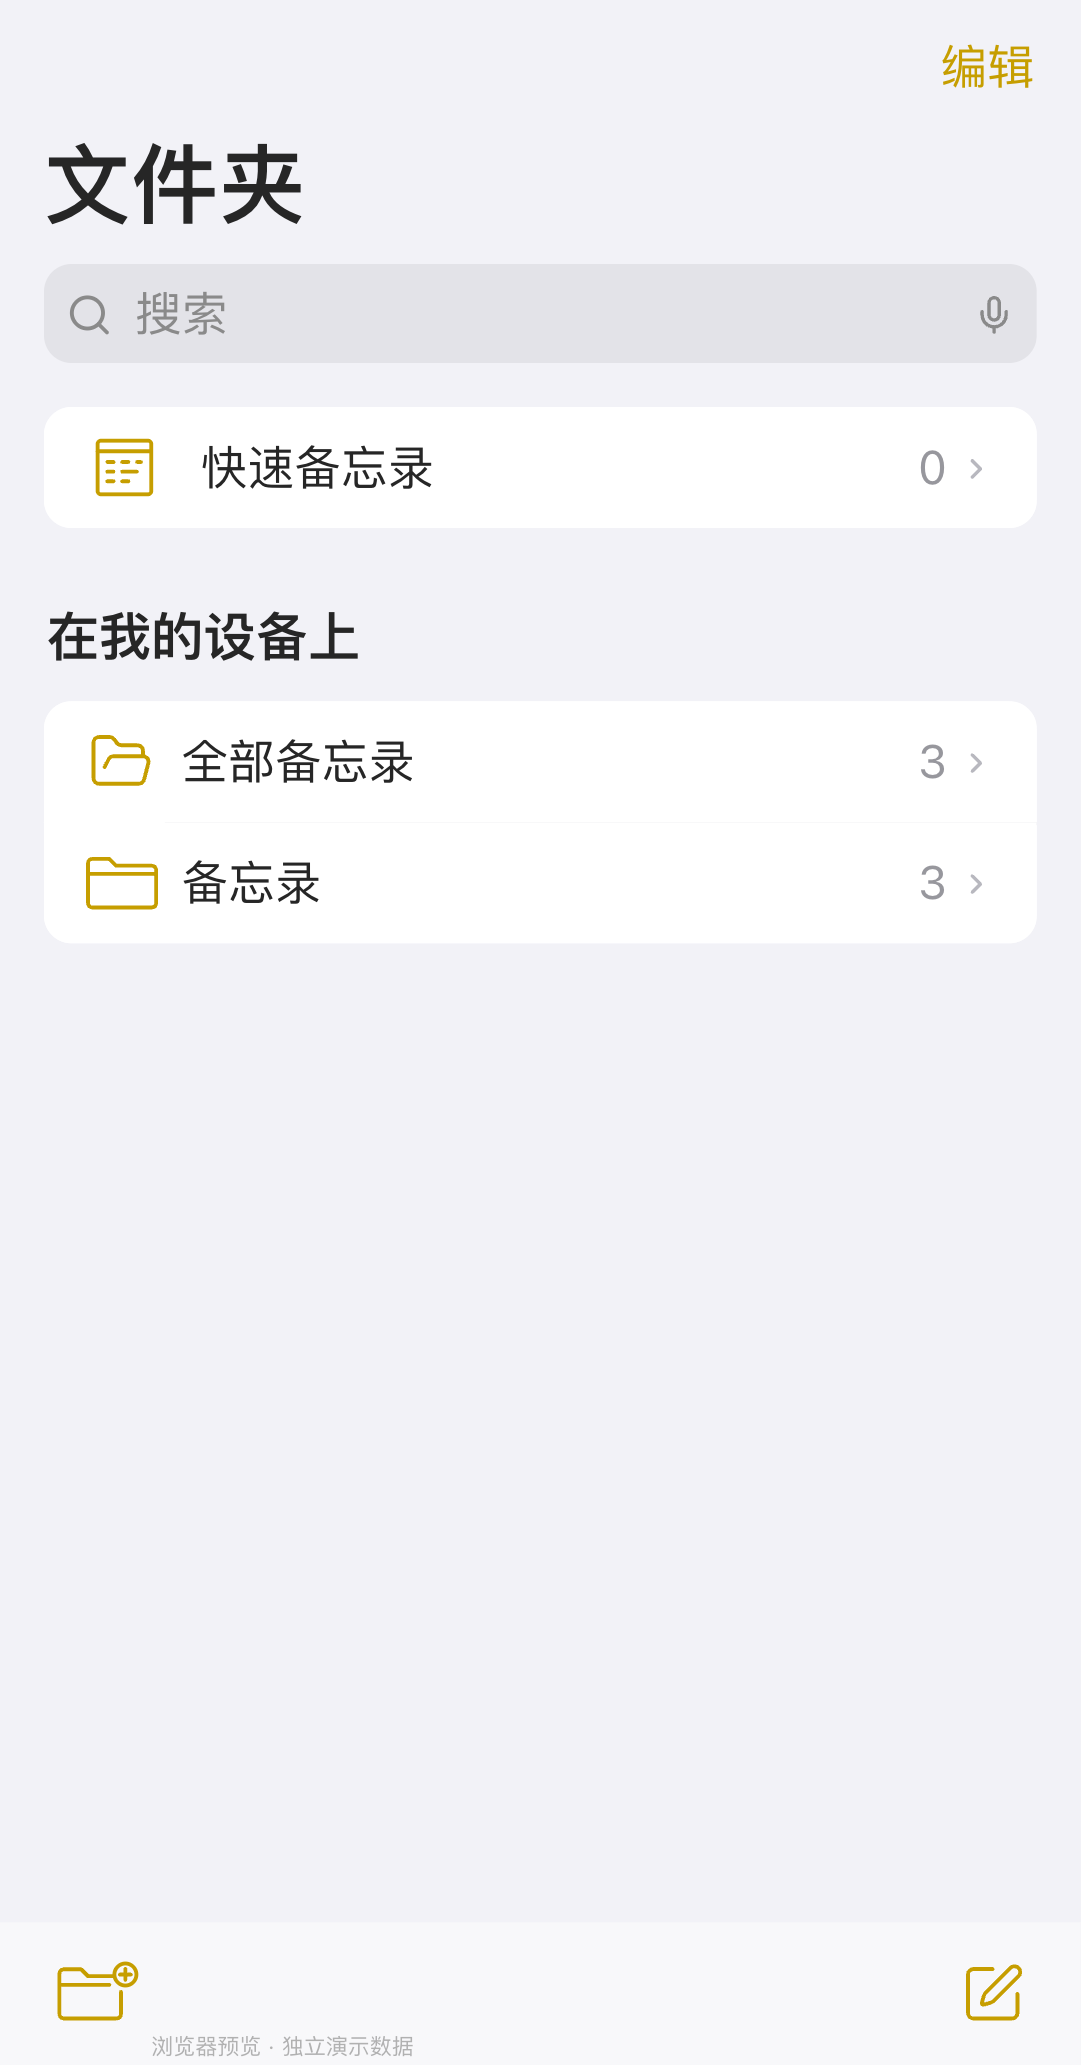 编辑
文件夹
搜索
快速备忘录 0
在我的设备上
全部备忘录 3
备忘录 3
浏览器预览 · 独立演示数据